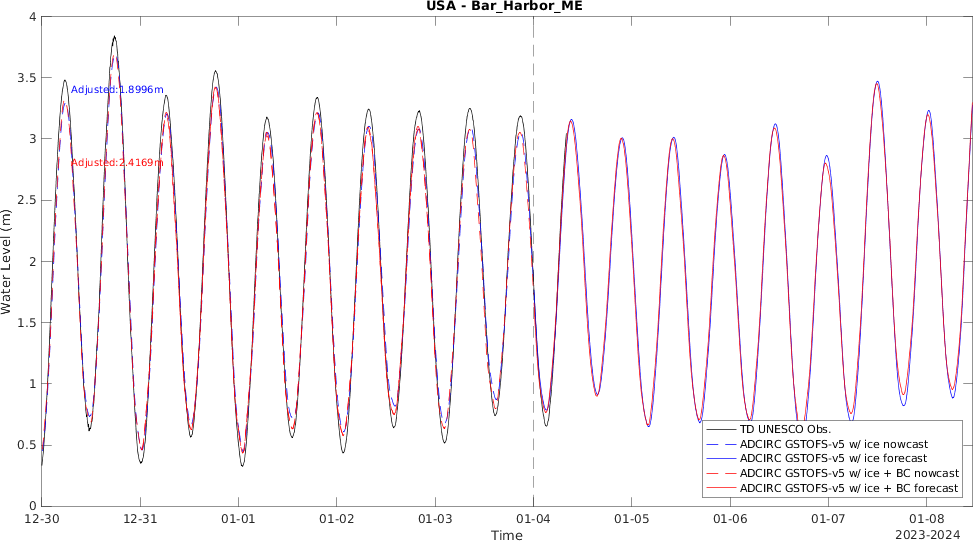 USA - Bar_Harbor_ME
Water Level (m)
4
3.5
3
2.5
2
1.5
1
0.5
0
Adjusted:1.8996m
Adjusted:2.4169m
TD UNESCO Obs.
ADCIRC GSTOFS-v5 w/ ice nowcast
ADCIRC GSTOFS-v5 w/ ice forecast
ADCIRC GSTOFS-v5 w/ ice + BC nowcast
ADCIRC GSTOFS-v5 w/ ice + BC forecast
12-30 12-31 01-01 01-02 01-03 01-04 01-05 01-06 01-07 01-08
Time
2023-2024